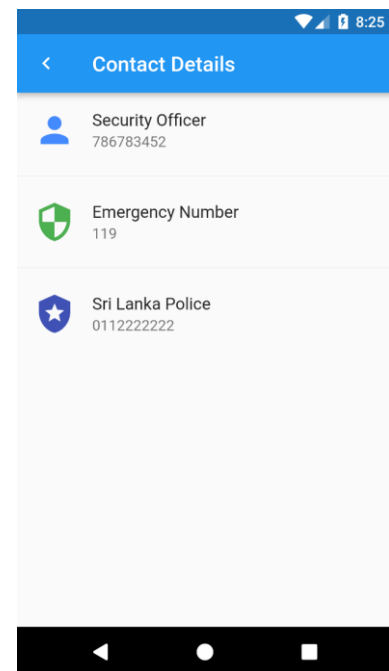 8:25
Contact Details
Security Officer
786783452
Emergency Number
119
Sri Lanka Police
0112222222